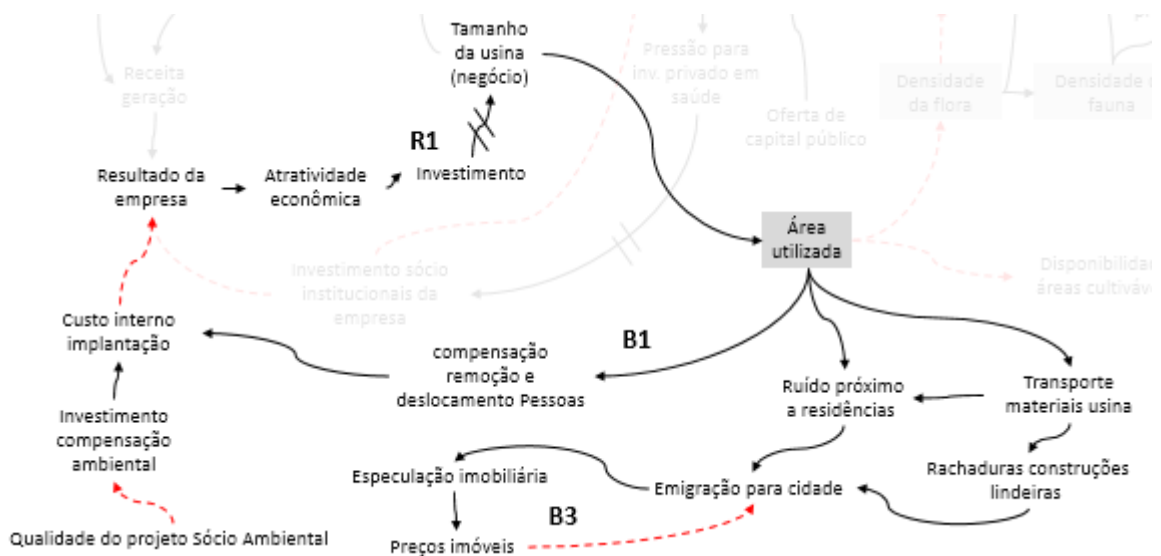 Tamanho
da usina
(negócio)
Pressão para
inv. privado em
saúde
Receita
geração
Densidade
da flora
Densidade
fauna
Oferta de
capital público
R1
Resultado da
empresa
Atratividade
econômica
Investimento
Área
utilizada
Investimento sócio
institucionais da
empresa
áreas
Custo interno
implantação
B1
compensação
remoção e
deslocamento Pessoas
Ruído próximo
a residências
Transporte
materiais usina
Investimento
compensação
ambiental
Especulação imobiliária
Emigração para cidade
Rachaduras construções
lindeiras
B3
Qualidade do projeto Sócio Ambiental
Preços imóveis